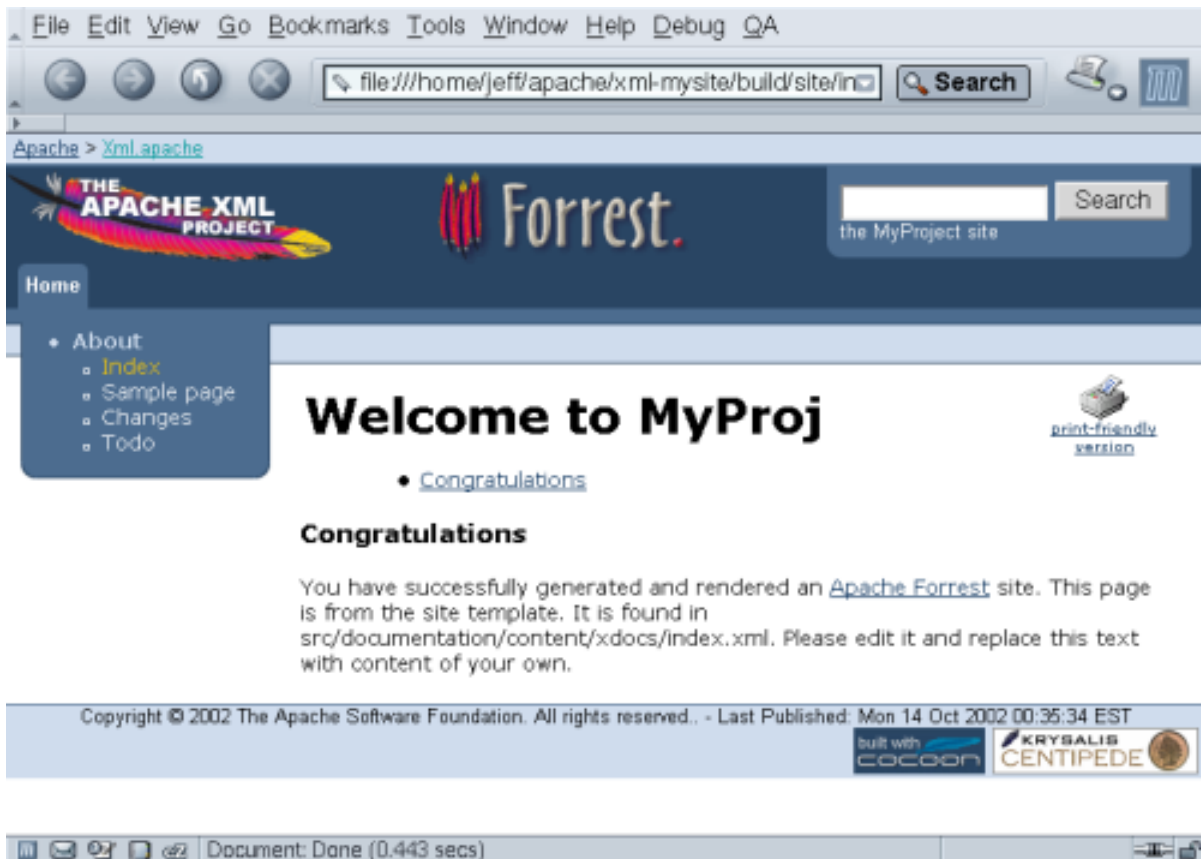 File Edit View Go Bookmarks Tools Window Help Debug QA
file:///home/jeff/apache/xml-mysite/build/site/in
Search
Apache > Xml.apache
THE
APACHE XML
PROJECT
Forrest.
Search
the MyProject site
Home
About
Index
Sample page
Changes
Todo
Welcome to MyProj
print-friendly
version
Congratulations
Congratulations
You have successfully generated and rendered an Apache Forrest site. This page
is from the site template. It is found in
src/documentation/content/xdocs/index.xml. Please edit it and replace this text
with content of your own.
Copyright © 2002 The Apache Software Foundation. All rights reserved.. - Last Published: Mon 14 Oct 2002 00:35:34 EST
built with
cocoon
KRYSALIS
CENTIPEDE
Document: Done (0.443 secs)